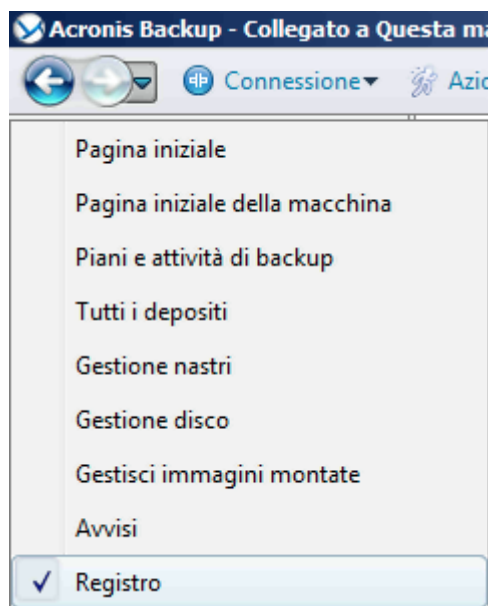 Acronis Backup - Collegato a Questa ma
Connessione Azio
Pagina iniziale
Pagina iniziale della macchina
Piani e attività di backup
Tutti i depositi
Gestione nastri
Gestione disco
Gestisci immagini montate
Avvisi
Registro